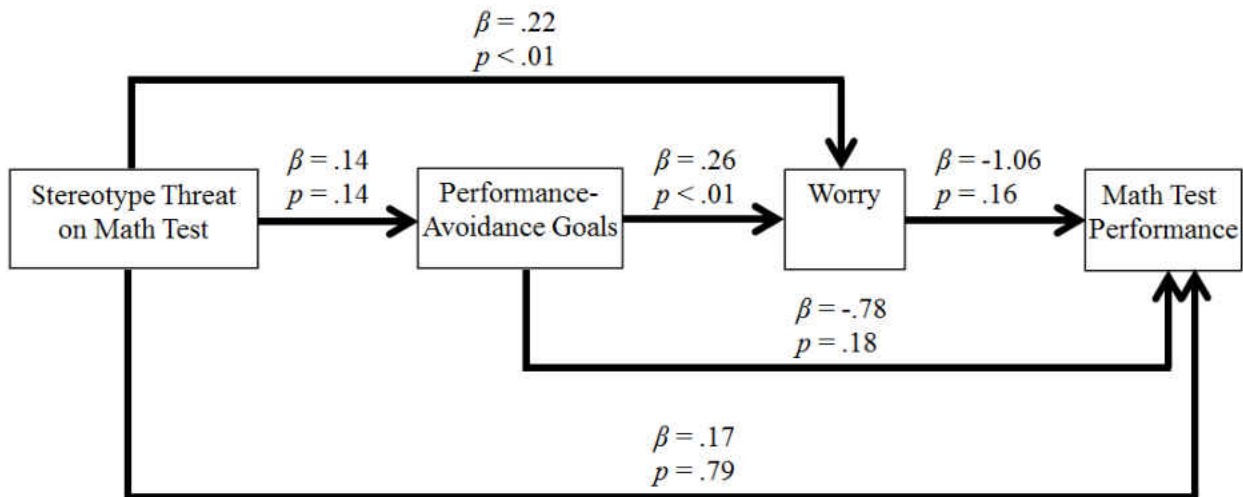 β = .22
p < .01
β = .14
p = .14
β = .26
p < .01
β = -1.06
p = .16
Stereotype Threat
on Math Test
Performance-
Avoidance Goals
Worry
Math Test
Performance
β = -.78
p = .18
β = .17
p = .79